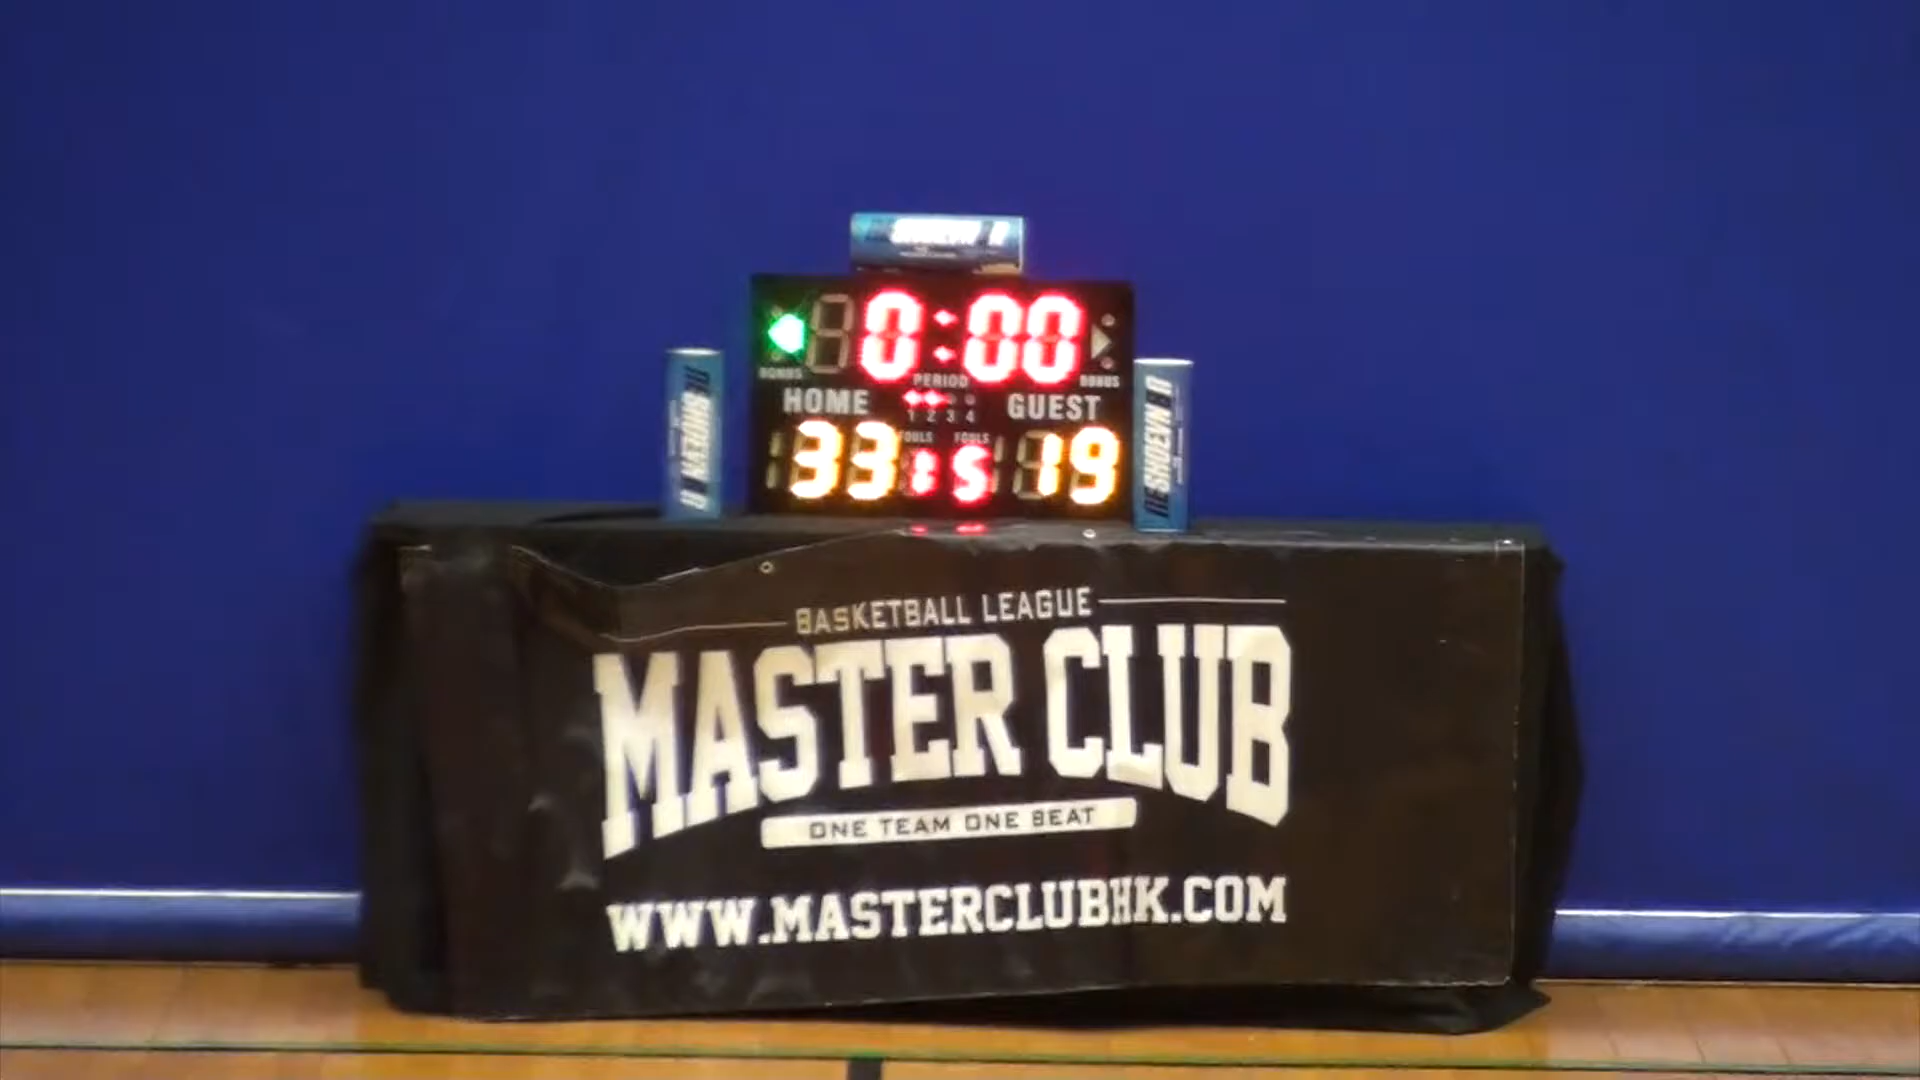 0:00
BONUS
PERIOD
BONUS
HOME
1 2 3 4
GUEST
FOULS FOULS
33 1 5 19
BASKETBALL LEAGUE
MASTER CLUB
ONE TEAM ONE BEAT
WWW.MASTERCLUBHK.COM